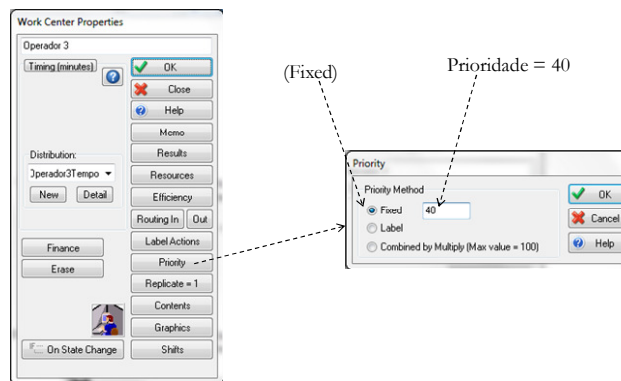 Work Center Properties
Operador 3
Timing (minutes)
OK
Close
Help
Memo
Results
Distribution:
Operador3Tempo
Resources
New
Detail
Efficiency
Routing In
Out
Label Actions
Finance
Priority
Erase
Replicate = 1
Contents
Graphics
On State Change
Shifts
(Fixed)
Prioridade = 40
Priority
Priority Method
Fixed
40
Label
Combined by Multiply (Max value = 100)
OK
Cancel
Help